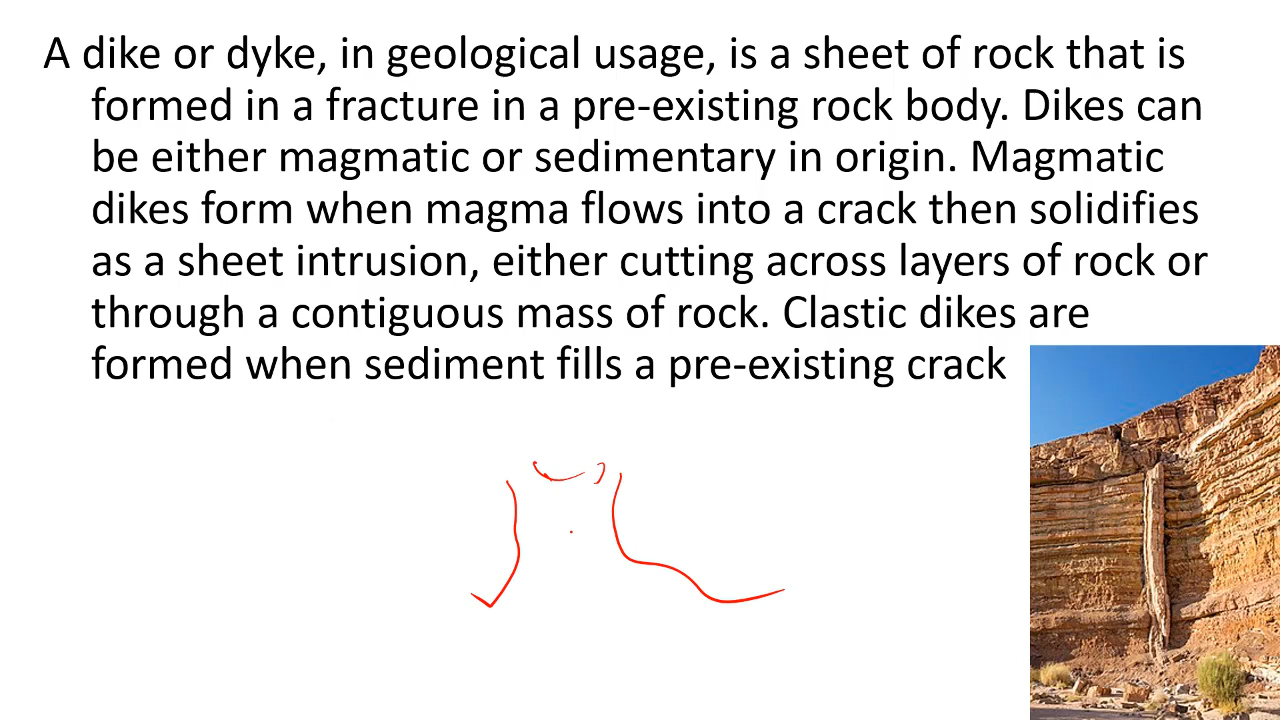 A dike or dyke, in geological usage, is a sheet of rock that is
formed in a fracture in a pre-existing rock body. Dikes can
be either magmatic or sedimentary in origin. Magmatic
dikes form when magma flows into a crack then solidifies
as a sheet intrusion, either cutting across layers of rock or
through a contiguous mass of rock. Clastic dikes are
formed when sediment fills a pre-existing crack